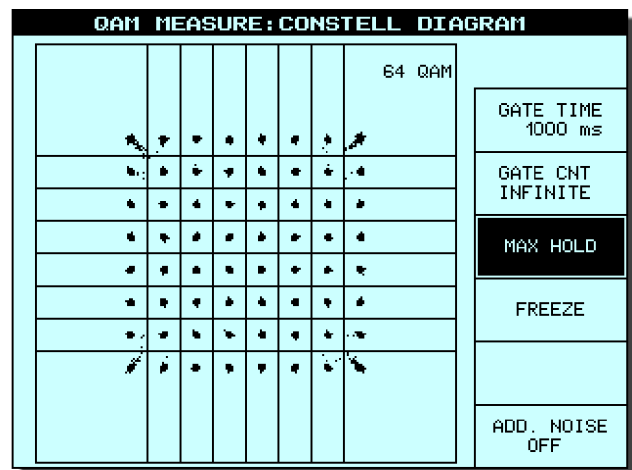 QAM MEASURE:CONSTELL DIAGRAM
64 QAM
GATE TIME
1000 ms
GATE CNT
INFINITE
MAX HOLD
FREEZE
ADD. NOISE
OFF